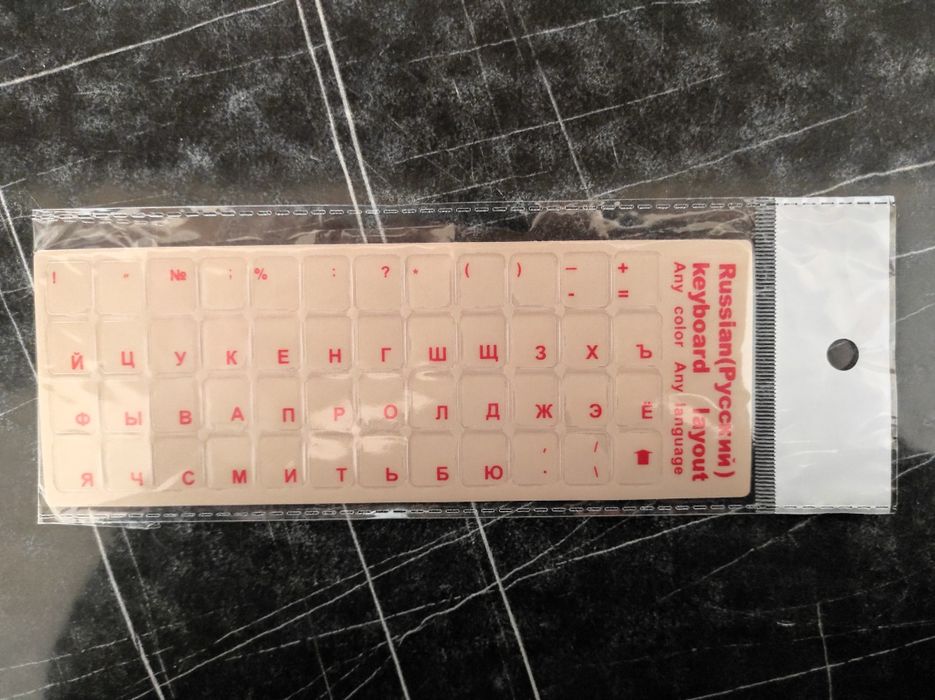 ! " № ; % : ? * ( ) — +
- =
Й Ц У К Е Н Г Ш Щ З Х Ъ
Ф Ы В А П Р О Л Д Ж Э Ё
, /
Я Ч С М И Т Ь Б Ю . \
Russian(Русский)
keyboard layout
Any color Any language